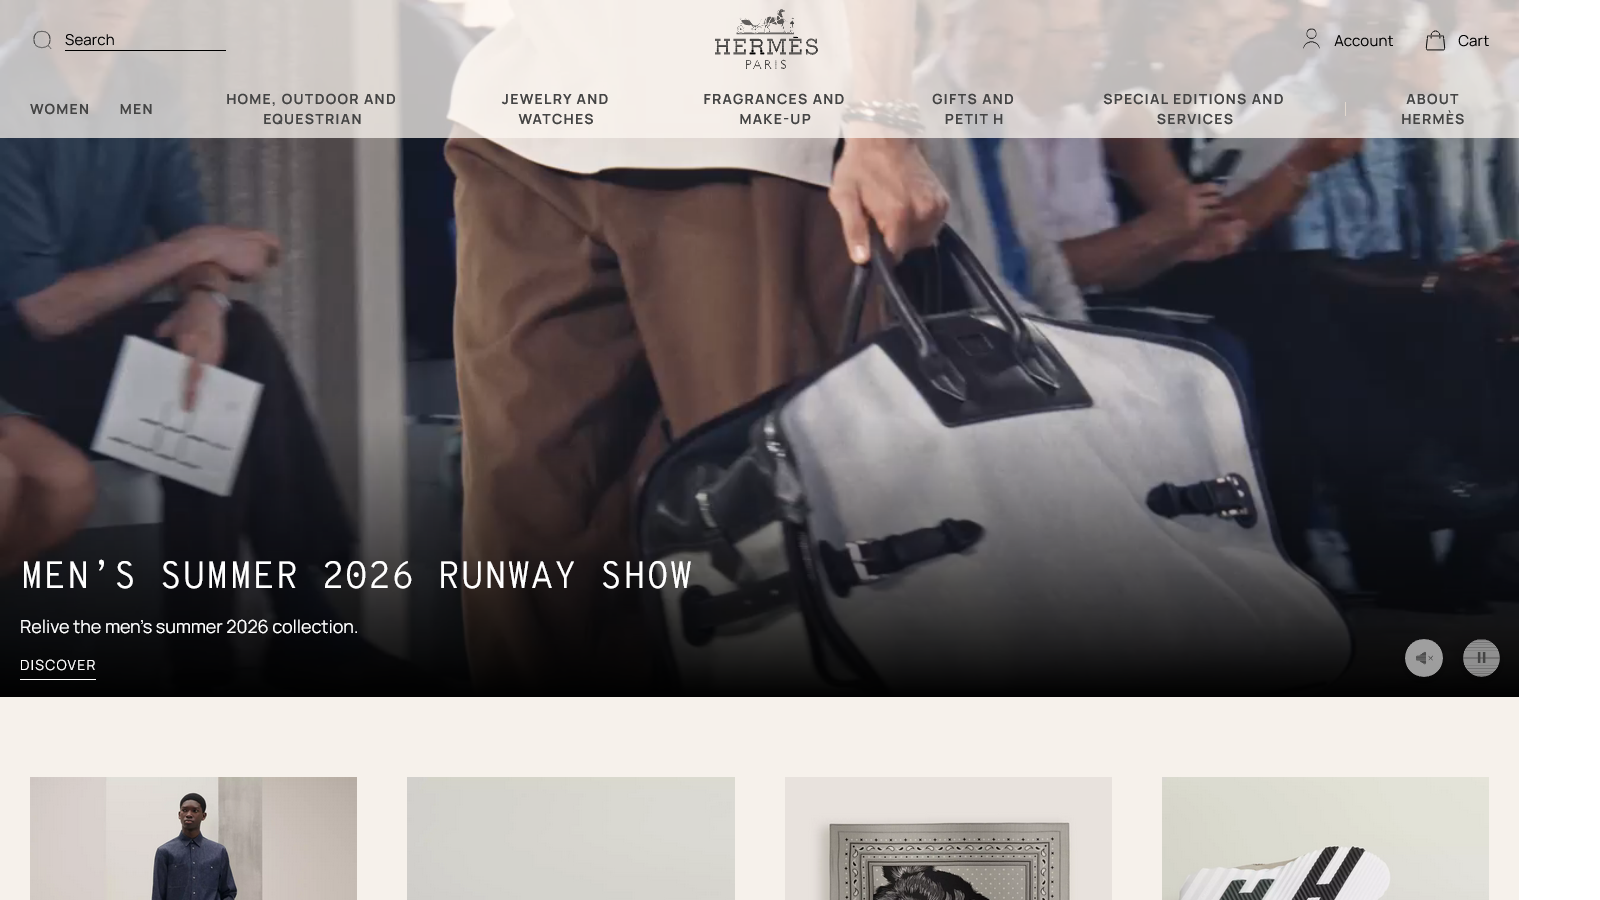 Search
HERMÈS
PARIS
Account
Cart
WOMEN
MEN
HOME, OUTDOOR AND
EQUESTRIAN
JEWELRY AND
WATCHES
FRAGRANCES AND
MAKE-UP
GIFTS AND
PETIT H
SPECIAL EDITIONS AND
SERVICES
ABOUT
HERMÈS
MEN’S SUMMER 2026 RUNWAY SHOW
Relive the men’s summer 2026 collection.
DISCOVER